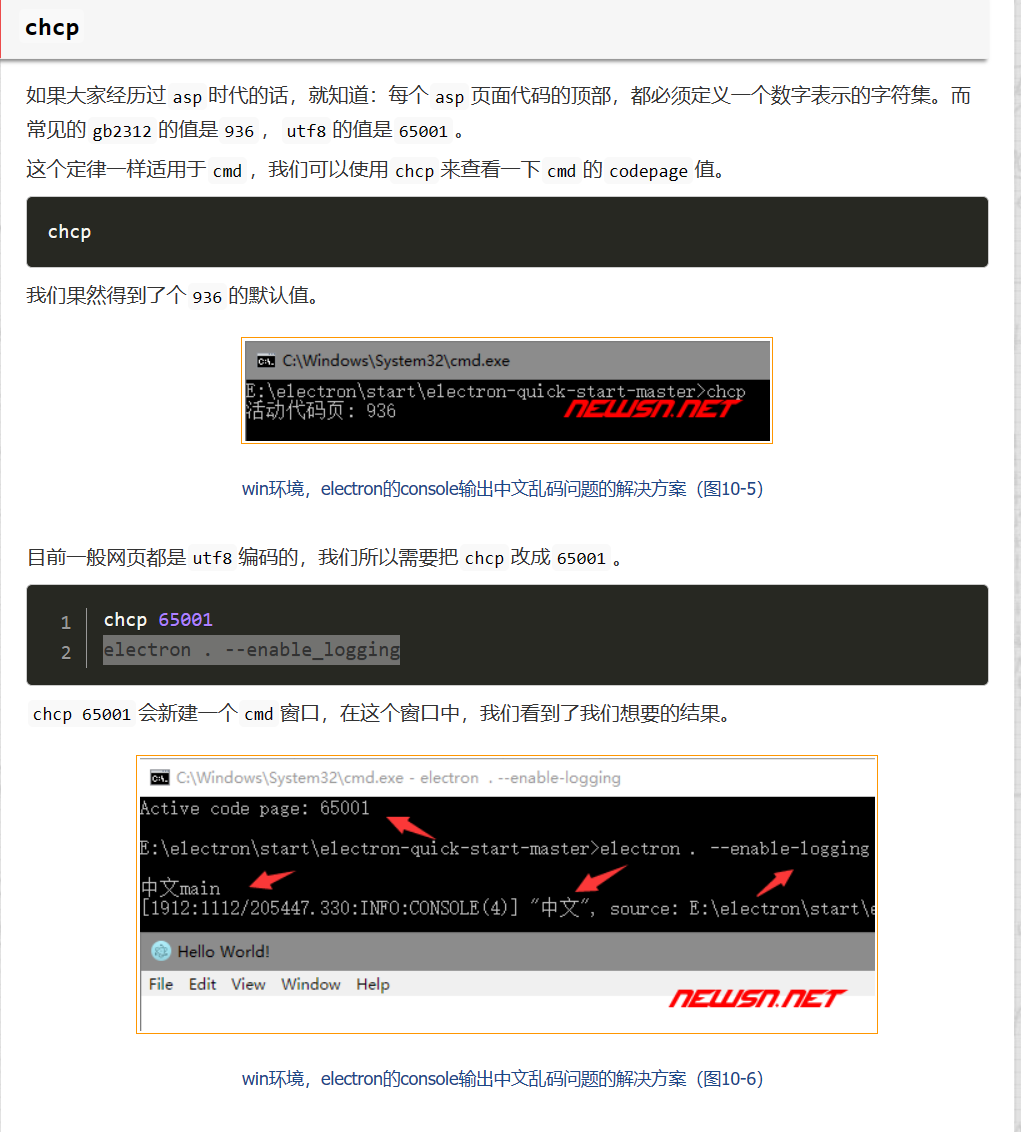 chcp
如果大家经历过 asp 时代的话，就知道：每个 asp 页面代码的顶部，都必须定义一个数字表示的字符集。而
常见的 gb2312 的值是 936 ， utf8 的值是 65001 。
这个定律一样适用于 cmd ，我们可以使用 chcp 来查看一下 cmd 的 codepage 值。
chcp
我们果然得到了个 936 的默认值。
C:\Windows\System32\cmd.exe
E:\electron\start\electron-quick-start-master>chcp
活动代码页: 936
NEWSN.NET
win环境，electron的console输出中文乱码问题的解决方案（图10-5）
目前一般网页都是 utf8 编码的，我们所以需要把 chcp 改成 65001 。
1 chcp 65001
2 electron . --enable_logging
chcp 65001 会新建一个 cmd 窗口，在这个窗口中，我们看到了我们想要的结果。
C:\Windows\System32\cmd.exe - electron . --enable-logging
Active code page: 65001
E:\electron\start\electron-quick-start-master>electron . --enable-logging
中文main
[1912:1112/205447.330:INFO:CONSOLE(4)] "中文", source: E:\electron\start\e
Hello World!
File Edit View Window Help
NEWSN.NET
win环境，electron的console输出中文乱码问题的解决方案（图10-6）